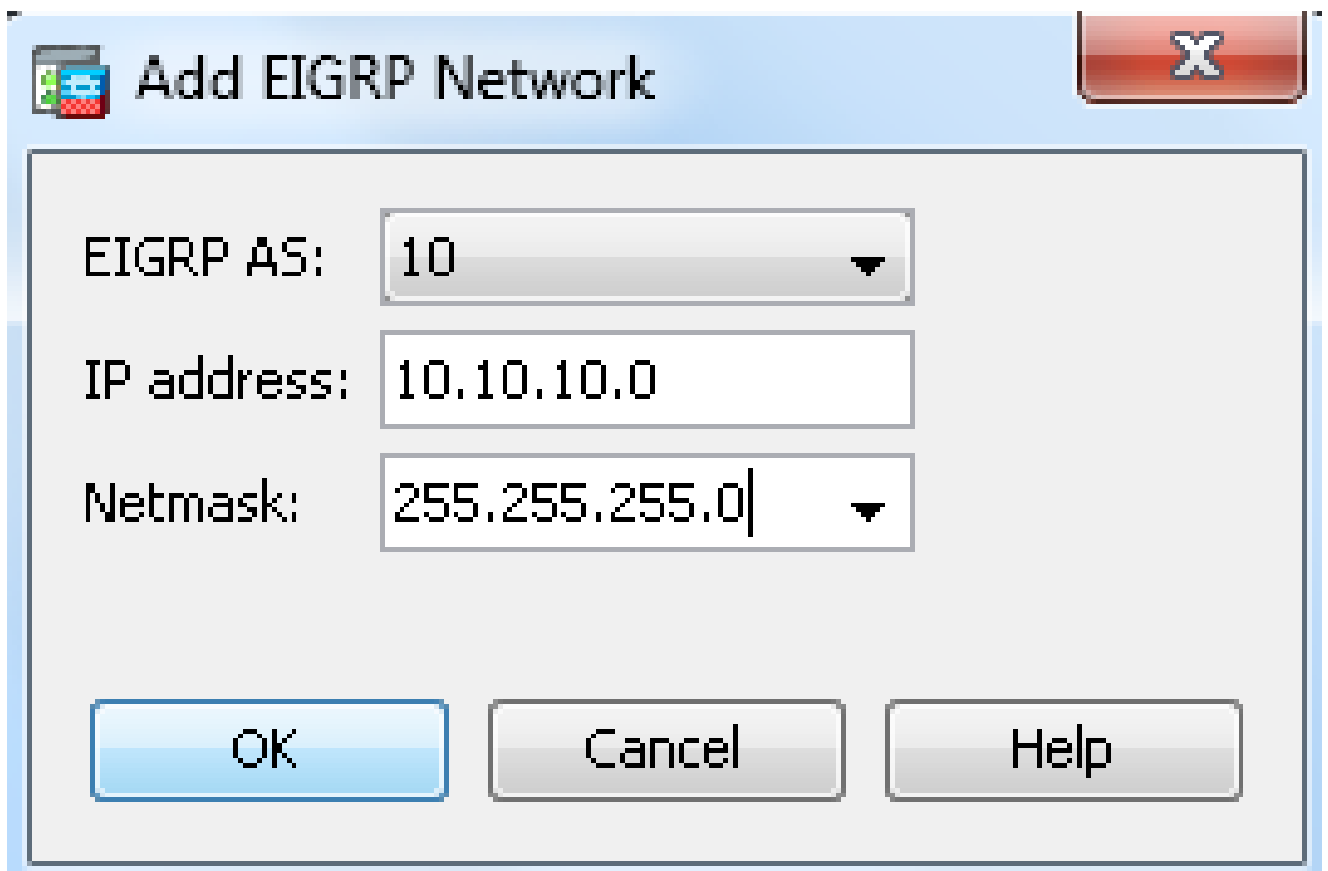 Add EIGRP Network
EIGRP AS: 10
IP address: 10.10.10.0
Netmask: 255.255.255.0
OK Cancel Help